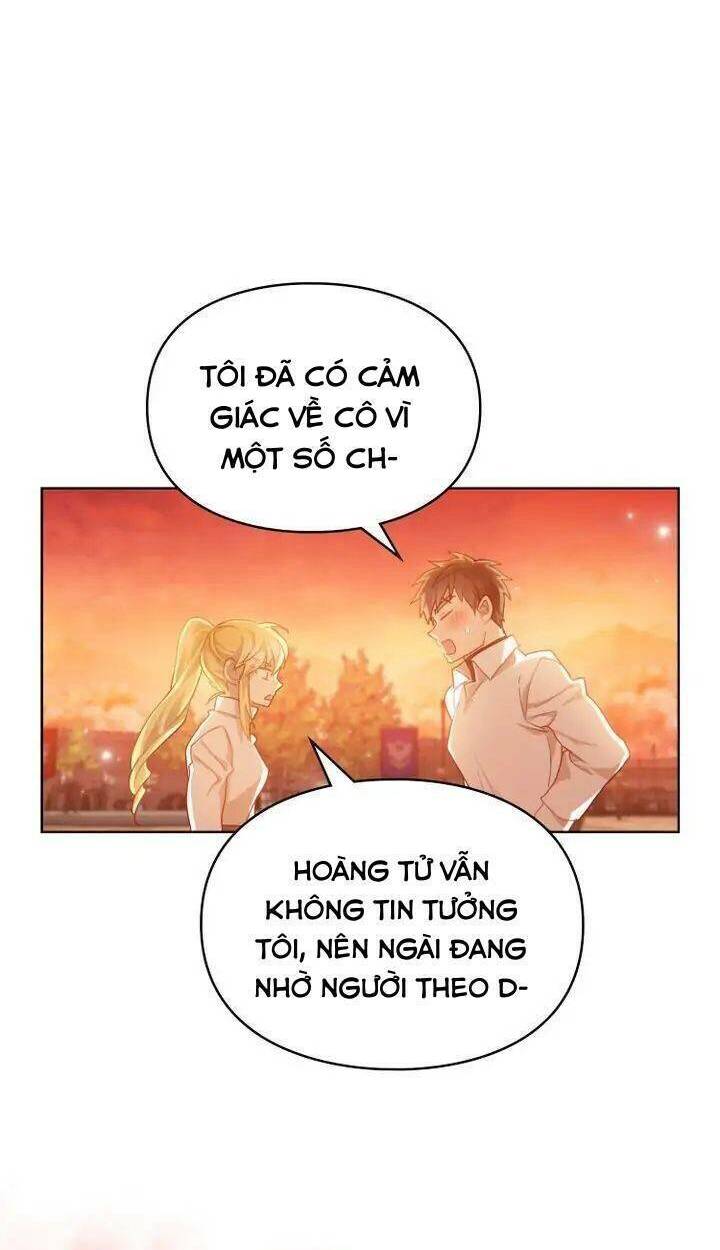 TÔI ĐÃ CÓ CẢM
GIÁC VỀ CÔ VÌ
MỘT SỐ CH-
HOÀNG TỬ VẪN
KHÔNG TIN TƯỞNG
TÔI, NÊN NGÀI ĐANG
NHỜ NGƯỜI THEO D-